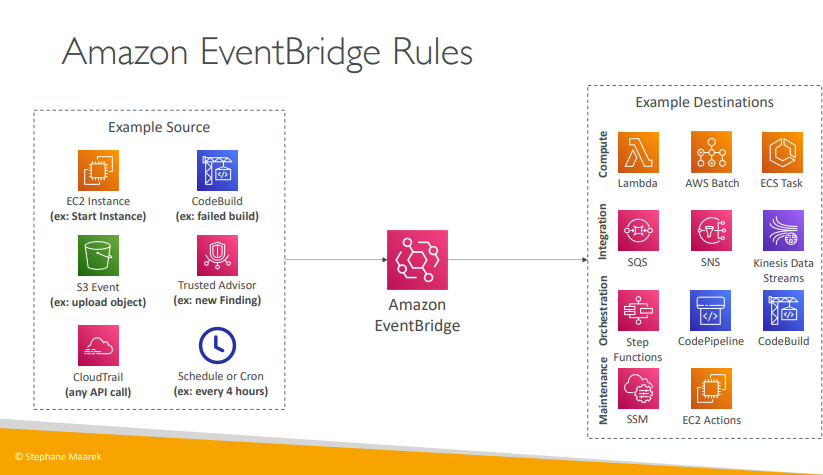 Amazon EventBridge Rules
Example Source
EC2 Instance
(ex: Start Instance)
CodeBuild
(ex: failed build)
S3 Event
(ex: upload object)
Trusted Advisor
(ex: new Finding)
CloudTrail
(any API call)
Schedule or Cron
(ex: every 4 hours)
Amazon
EventBridge
Example Destinations
Compute
Lambda
AWS Batch
ECS Task
Integration
SQS
SNS
Kinesis Data
Streams
Orchestration
Step
Functions
CodePipeline
CodeBuild
Maintenance
SSM
EC2 Actions
© Stephane Maarek